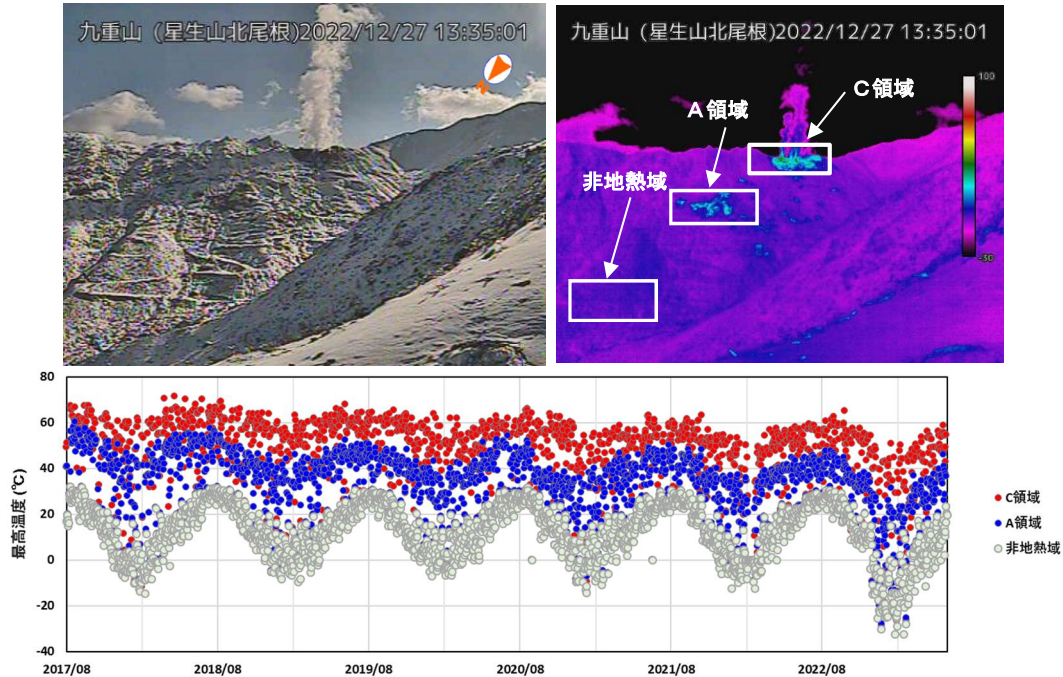 九重山（星生山北尾根)2022/12/27 13:35:01
N
九重山（星生山北尾根)2022/12/27 13:35:01
100
C領域
A領域
非地熱域
-30
80
60
40
20
0
-20
-40
最高温度(℃)
2017/08
2018/08
2019/08
2020/08
2021/08
2022/08
C領域
A領域
非地熱域